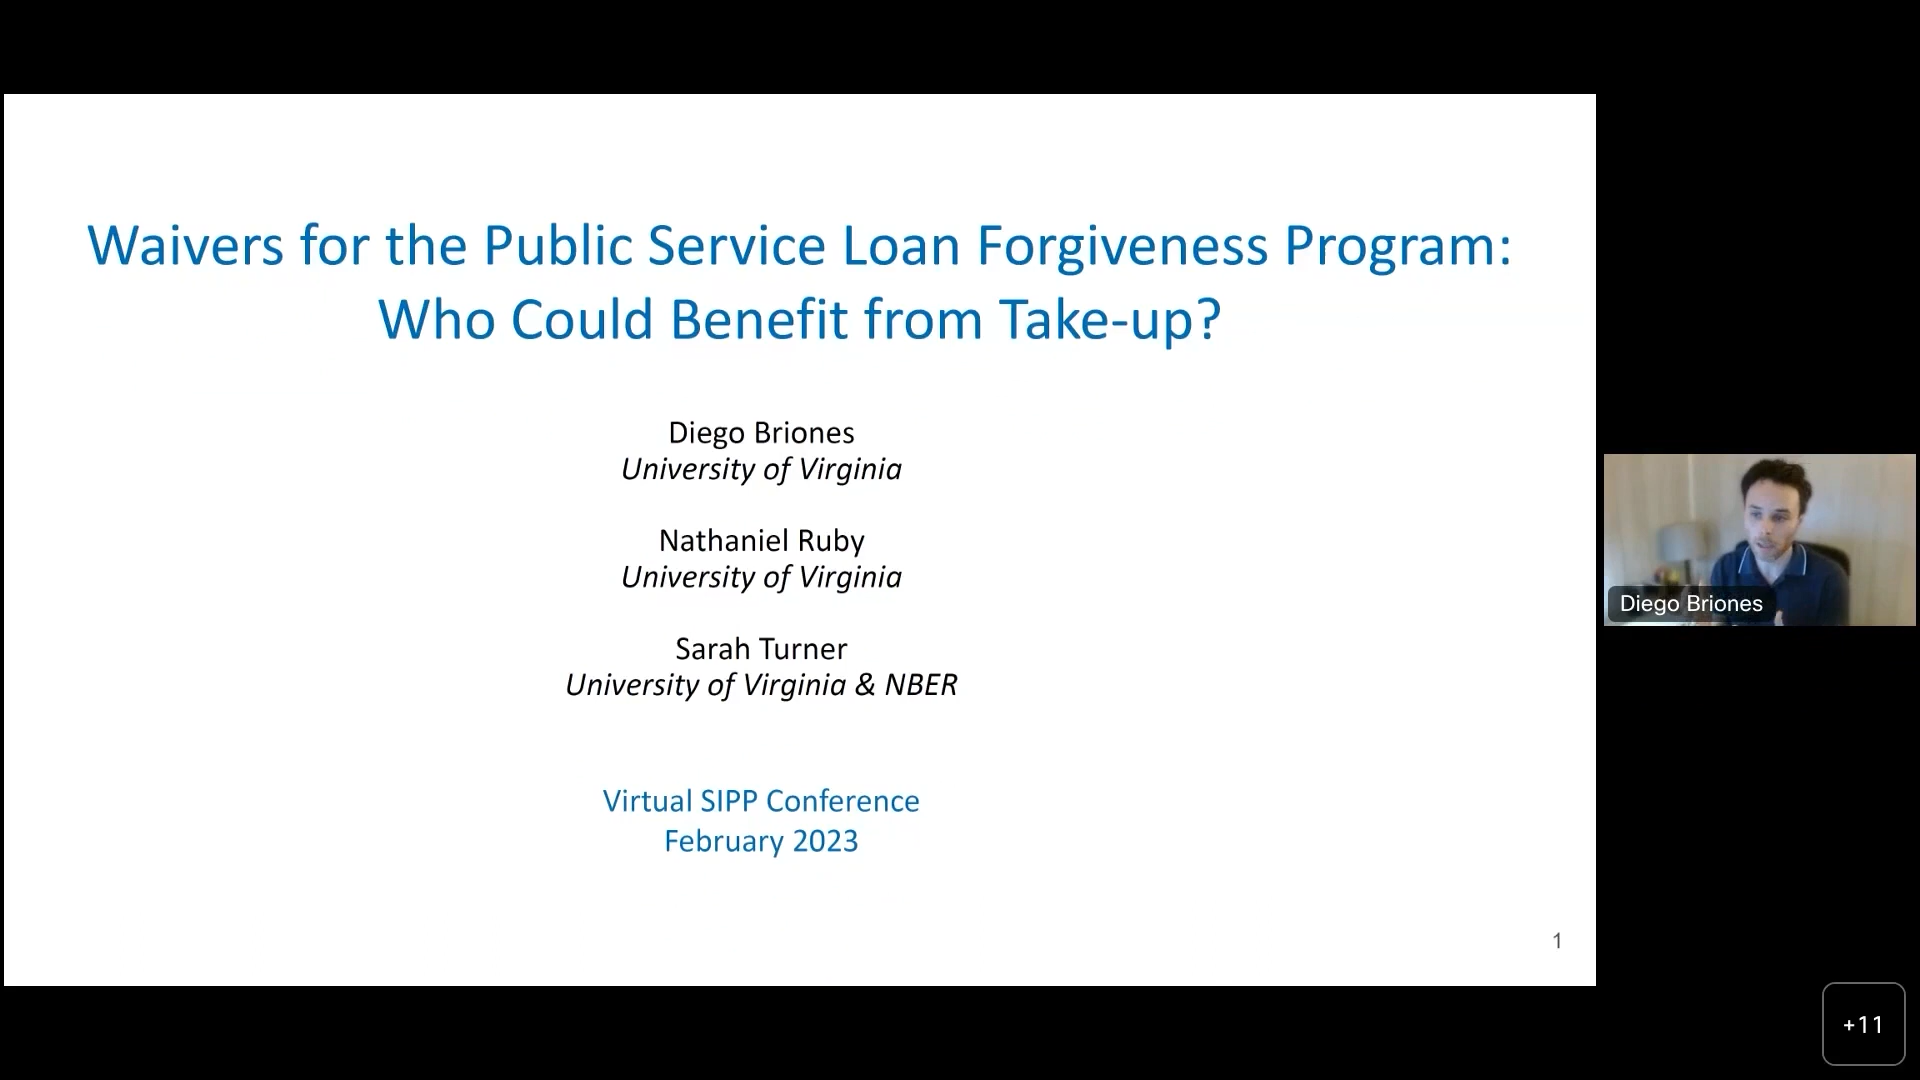 Waivers for the Public Service Loan Forgiveness Program:
Who Could Benefit from Take-up?
Diego Briones
University of Virginia
Nathaniel Ruby
University of Virginia
Sarah Turner
University of Virginia & NBER
Virtual SIPP Conference
February 2023
1
Diego Briones
+11